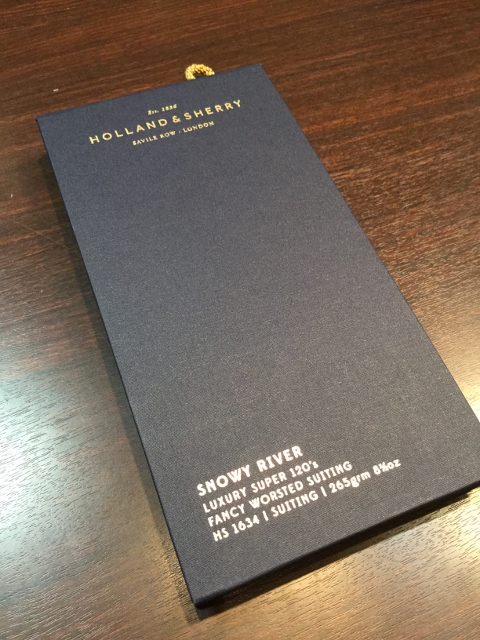 Est. 1836
HOLLAND & SHERRY
SAVILE ROW · LONDON
SNOWY RIVER
LUXURY SUPER 120's
FANCY WORSTED SUITING
HS 1634 | SUITING | 265grm 8½oz